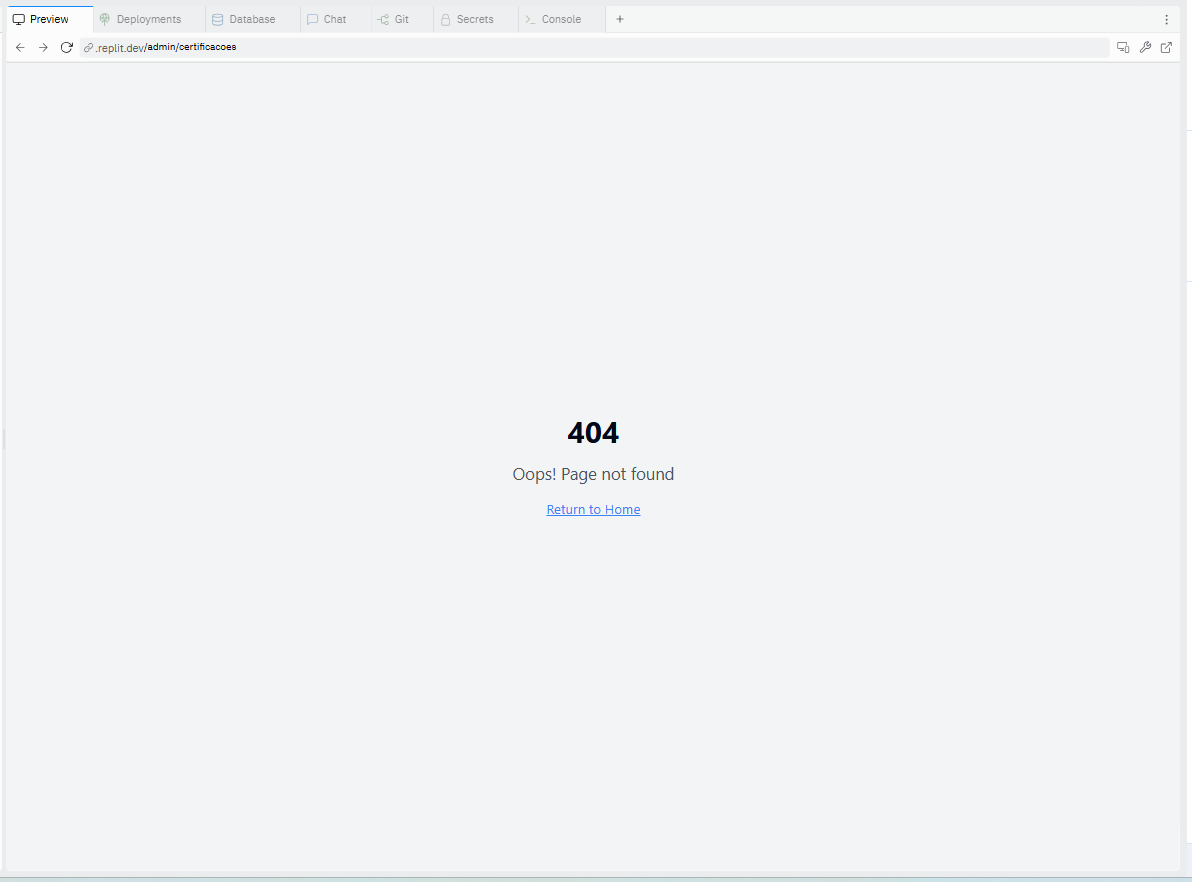 Preview Deployments Database Chat Git Secrets Console
.replit.dev/admin/certificacoes
404
Oops! Page not found
Return to Home